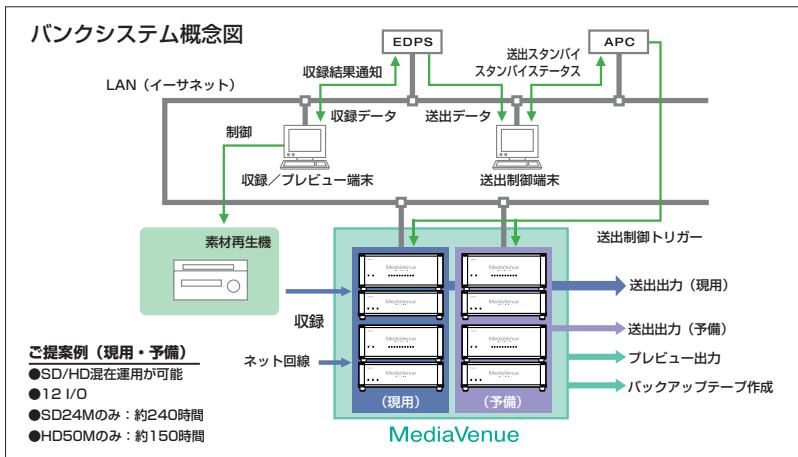 バンクシステム概念図
EDPS
APC
収録結果通知
送出スタンバイ
スタンバイステータス
LAN（イーサネット）
収録データ
送出データ
制御
収録／プレビュー端末
送出制御端末
素材再生機
送出制御トリガー
MediaVenue
MediaVenue
MediaVenue
MediaVenue
MediaVenue
MediaVenue
MediaVenue
MediaVenue
収録
ネット回線
送出出力（現用）
送出出力（予備）
プレビュー出力
バックアップテープ作成
（現用）
（予備）
MediaVenue
ご提案例（現用・予備）
●SD/HD混在運用が可能
●12 I/O
●SD24Mのみ：約240時間
●HD50Mのみ：約150時間